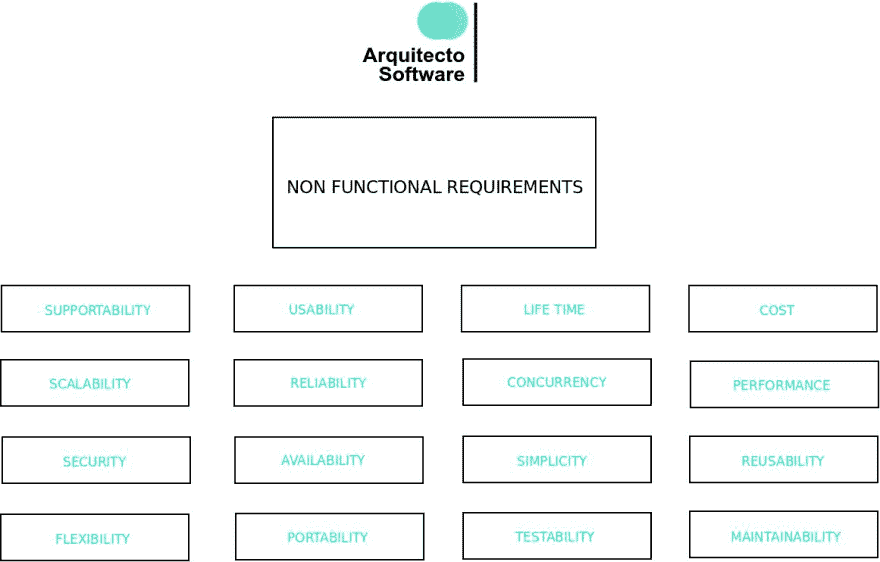 Arquitecto
Software
NON FUNCTIONAL REQUIREMENTS
SUPPORTABILITY
USABILITY
LIFE TIME
COST
SCALABILITY
RELIABILITY
CONCURRENCY
PERFORMANCE
SECURITY
AVAILABILITY
SIMPLICITY
REUSABILITY
FLEXIBILITY
PORTABILITY
TESTABILITY
MAINTAINABILITY